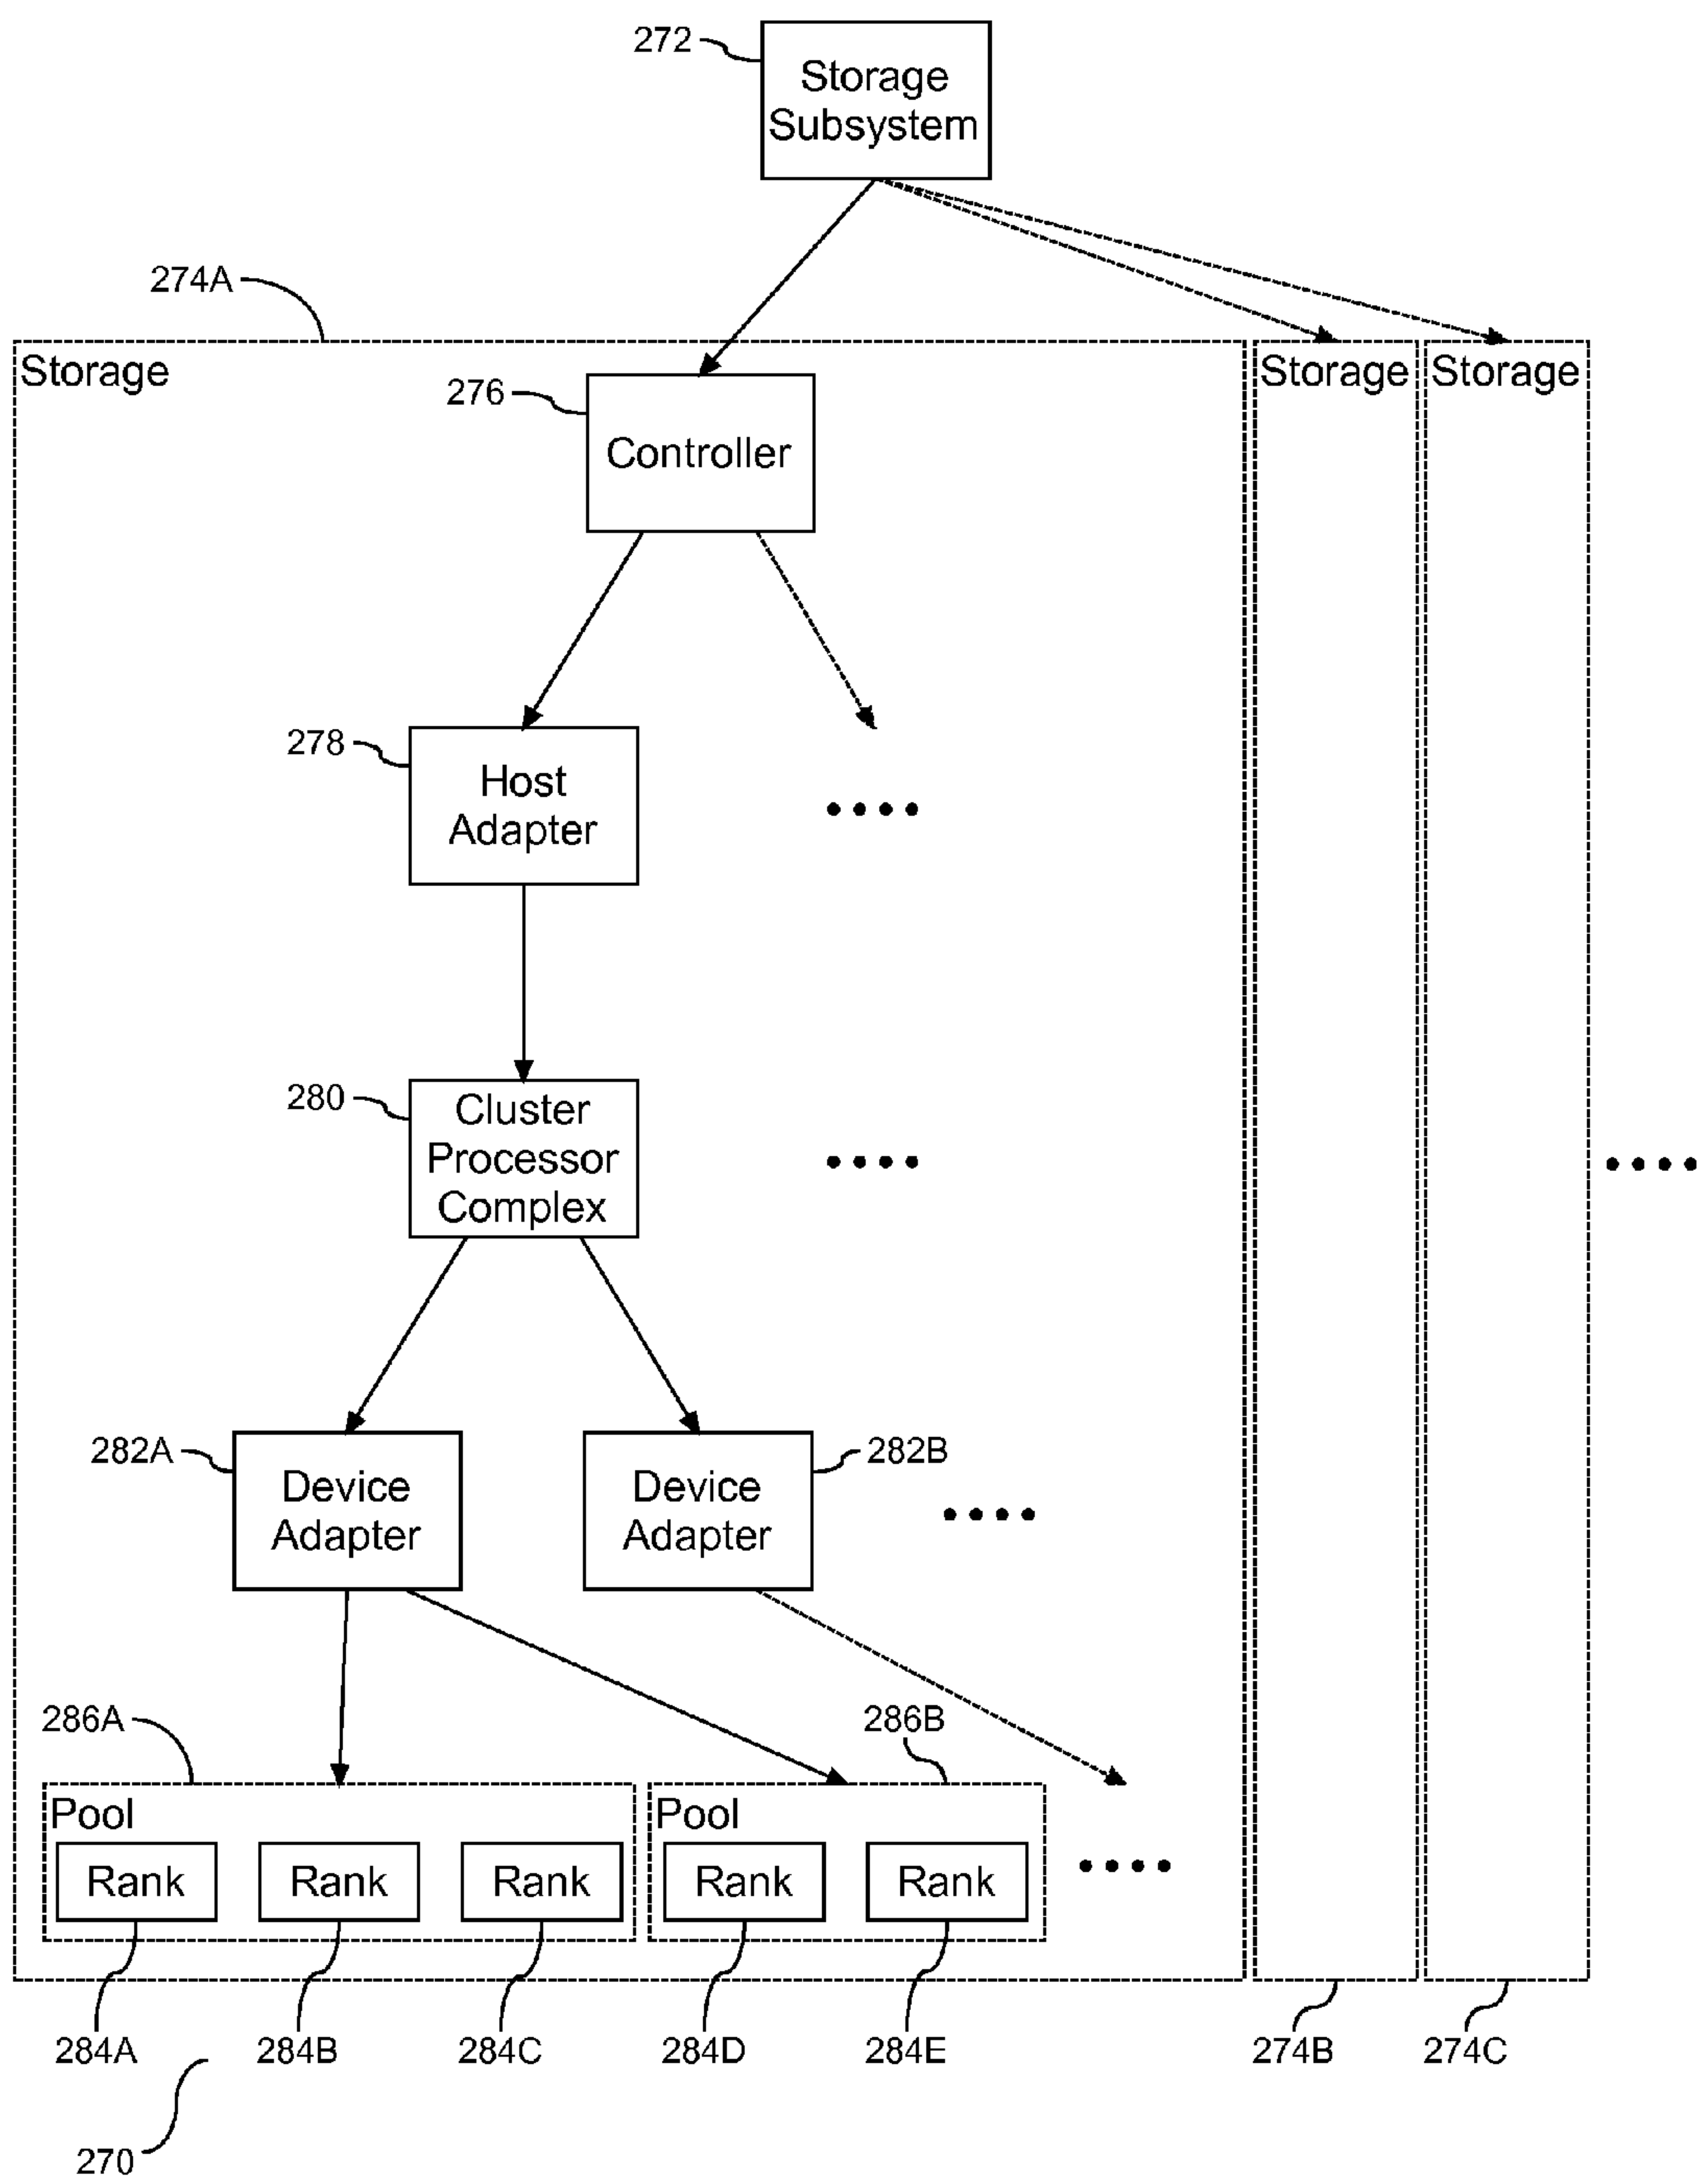 272
Storage
Subsystem
274A
Storage
Storage
Storage
276
Controller
278
Host
Adapter
280
Cluster
Processor
Complex
282A
Device
Adapter
Device
Adapter
282B
286A
286B
Pool
Pool
Rank
Rank
Rank
Rank
Rank
284A
284B
284C
284D
284E
274B
274C
270